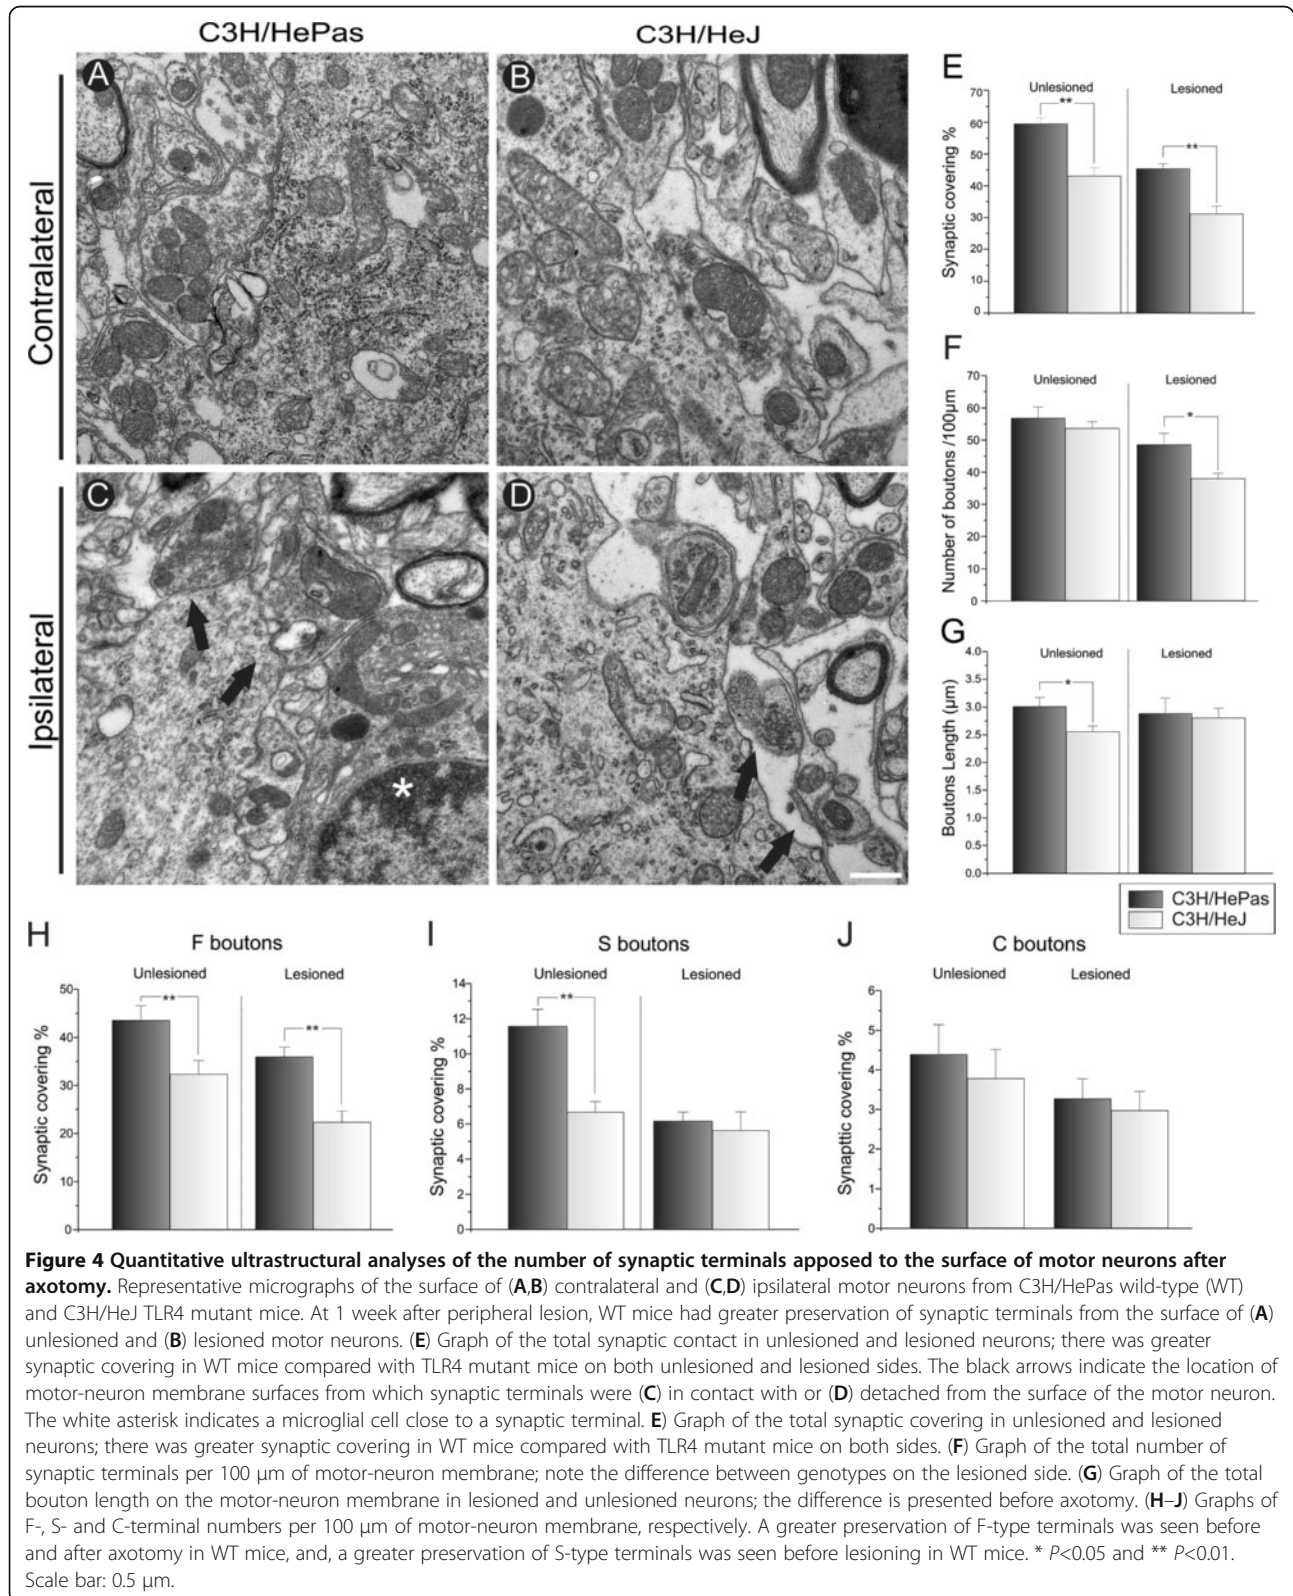 C3H/HePas
C3H/HeJ
Contralateral
Ipsilateral
A
B
C
D
*
E
Unlesioned
Lesioned
**
**
Synaptic covering %
70
60
50
40
30
20
10
0
F
Unlesioned
Lesioned
*
Number of boutons /100µm
70
60
50
40
30
20
10
0
G
Unlesioned
Lesioned
*
Boutons Length (µm)
4.0
3.5
3.0
2.5
2.0
1.5
1.0
0.5
0.0
C3H/HePas
C3H/HeJ
H
F boutons
Unlesioned
Lesioned
**
**
Synaptic covering %
50
40
30
20
10
0
I
S boutons
Unlesioned
Lesioned
**
Synaptic covering %
14
12
10
8
6
4
2
0
J
C boutons
Unlesioned
Lesioned
Synapttic covering %
6
5
4
3
2
1
0
Figure 4 Quantitative ultrastructural analyses of the number of synaptic terminals apposed to the surface of motor neurons after
axotomy. Representative micrographs of the surface of (A,B) contralateral and (C,D) ipsilateral motor neurons from C3H/HePas wild-type (WT)
and C3H/HeJ TLR4 mutant mice. At 1 week after peripheral lesion, WT mice had greater preservation of synaptic terminals from the surface of (A)
unlesioned and (B) lesioned motor neurons. (E) Graph of the total synaptic contact in unlesioned and lesioned neurons; there was greater
synaptic covering in WT mice compared with TLR4 mutant mice on both unlesioned and lesioned sides. The black arrows indicate the location of
motor-neuron membrane surfaces from which synaptic terminals were (C) in contact with or (D) detached from the surface of the motor neuron.
The white asterisk indicates a microglial cell close to a synaptic terminal. E) Graph of the total synaptic covering in unlesioned and lesioned
neurons; there was greater synaptic covering in WT mice compared with TLR4 mutant mice on both sides. (F) Graph of the total number of
synaptic terminals per 100 µm of motor-neuron membrane; note the difference between genotypes on the lesioned side. (G) Graph of the total
bouton length on the motor-neuron membrane in lesioned and unlesioned neurons; the difference is presented before axotomy. (H–J) Graphs of
F-, S- and C-terminal numbers per 100 µm of motor-neuron membrane, respectively. A greater preservation of F-type terminals was seen before
and after axotomy in WT mice, and, a greater preservation of S-type terminals was seen before lesioning in WT mice. * P<0.05 and ** P<0.01.
Scale bar: 0.5 µm.